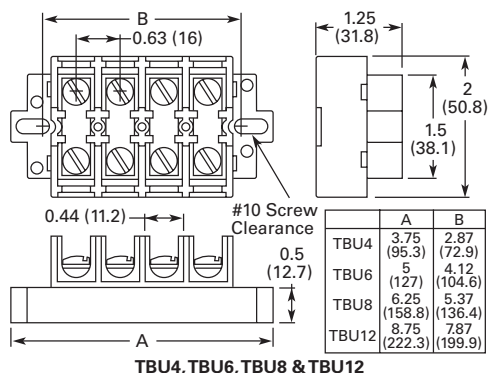 B
0.63 (16)
1.25
(31.8)
2
(50.8)
1.5
(38.1)
#10 Screw
Clearance
0.44 (11.2)
0.5
(12.7)
A
A B
TBU4 3.75 2.87
(95.3) (72.9)
TBU6 5 4.12
(127) (104.6)
TBU8 6.25 5.37
(158.8) (136.4)
TBU12 8.75 7.87
(222.3) (199.9)
TBU4, TBU6, TBU8 & TBU12